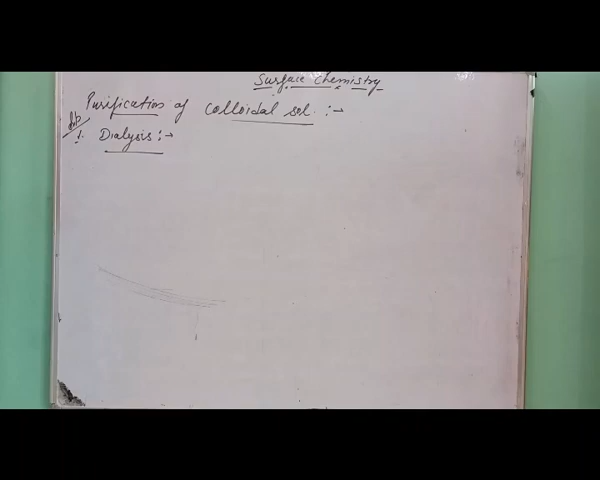 Surface Chemistry
Purification of Colloidal sol. :→
1. Dialysis :→